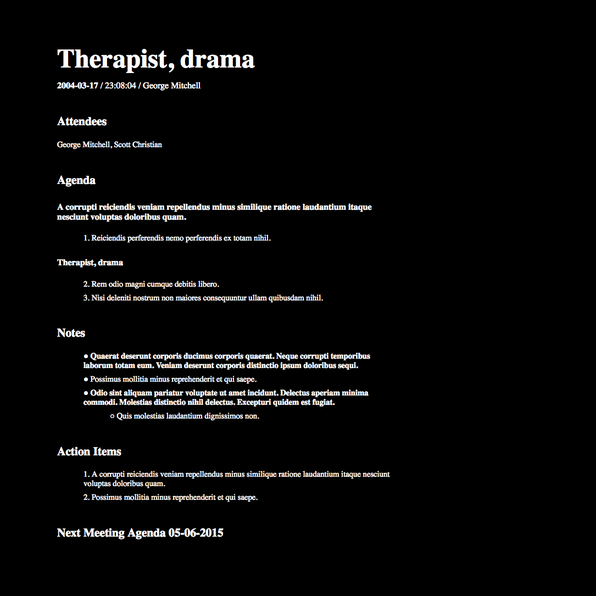 Therapist, drama
2004-03-17 / 23:08:04 / George Mitchell
Attendees
George Mitchell, Scott Christian
Agenda
A corrupti reiciendis veniam repellendus minus similique ratione laudantium itaque
nesciunt voluptas doloribus quam.
1. Reiciendis perferendis nemo perferendis ex totam nihil.
Therapist, drama
2. Rem odio magni cumque debitis libero.
3. Nisi deleniti nostrum non maiores consequuntur ullam quibusdam nihil.
Notes
● Quaerat deserunt corporis ducimus corporis quaerat. Neque corrupti temporibus
laborum totam eum. Veniam deserunt corporis distinctio ipsum doloribus sequi.
● Possimus mollitia minus reprehenderit et qui saepe.
● Odio sint aliquam pariatur voluptate ut amet incidunt. Delectus aperiam minima
commodi. Molestias distinctio nihil delectus. Excepturi quidem est fugiat.
○ Quis molestias laudantium dignissimos non.
Action Items
1. A corrupti reiciendis veniam repellendus minus similique ratione laudantium itaque nesciunt
voluptas doloribus quam.
2. Possimus mollitia minus reprehenderit et qui saepe.
Next Meeting Agenda 05-06-2015